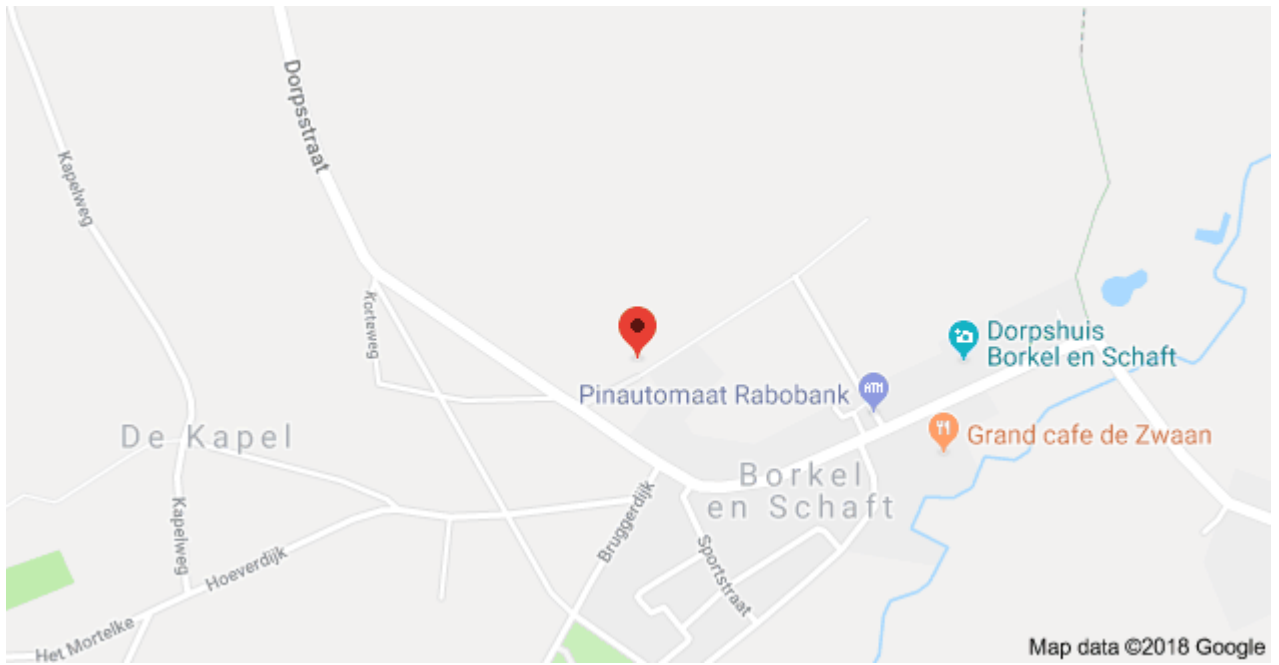 Dorpsstraat
Kapelweg
Korteweg
Dorpshuis
Borkel en Schaft
Pinautomaat Rabobank
ATM
Grand cafe de Zwaan
De Kapel
Borkel
en Schaft
Kapelweg
Bruggerdijk
Hoeverdijk
Sportstraat
Het Mortelke
Map data ©2018 Google